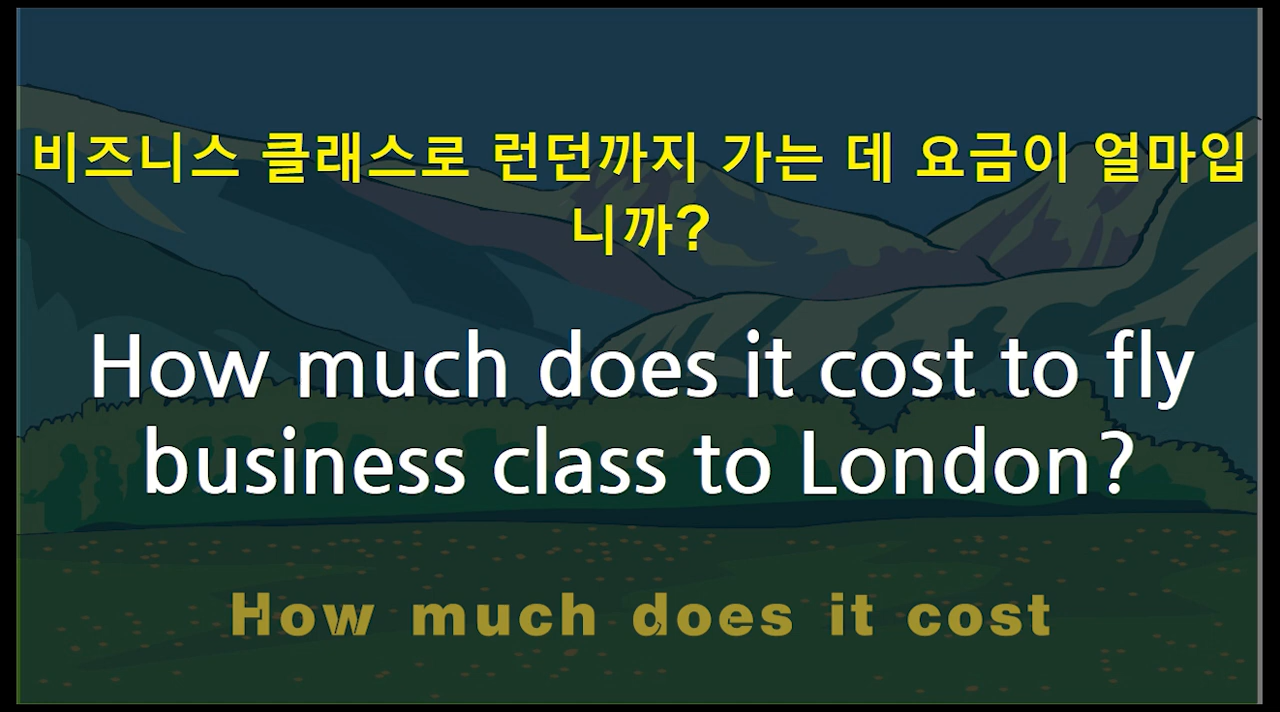 비즈니스 클래스로 런던까지 가는 데 요금이 얼마입
니까?
How much does it cost to fly
business class to London?
How much does it cost